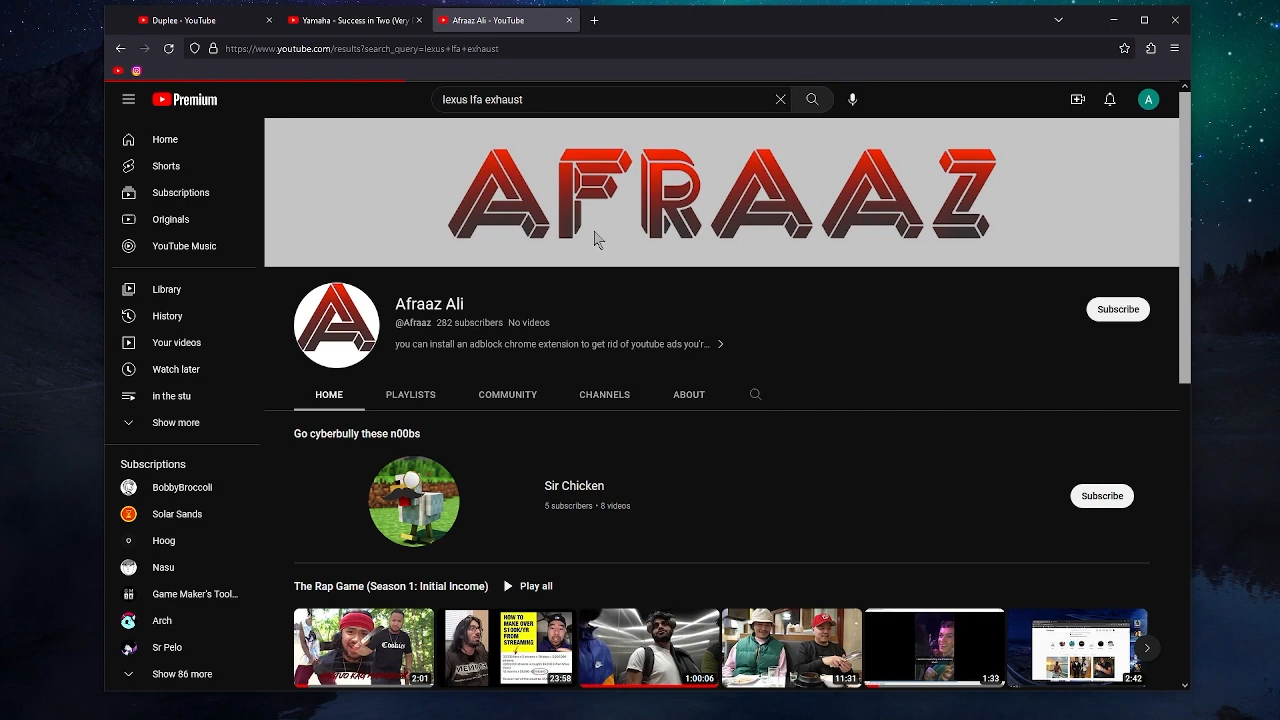 Duplee - YouTube
Yamaha - Success in Two (Very
Afraaz Ali - YouTube
https://www.youtube.com/results?search_query=lexus+lfa+exhaust
Premium
lexus lfa exhaust
A
Home
Shorts
Subscriptions
Originals
YouTube Music
Library
History
Your videos
Watch later
in the stu
Show more
Subscriptions
BobbyBroccoli
Solar Sands
Hoog
Nasu
Game Maker's Tool...
Arch
Sr Pelo
Show 86 more
AFRAAZ
Afraaz Ali
@Afraaz 282 subscribers No videos
you can install an adblock chrome extension to get rid of youtube ads you'r...
Subscribe
HOME PLAYLISTS COMMUNITY CHANNELS ABOUT
Go cyberbully these n00bs
Sir Chicken
5 subscribers • 8 videos
Subscribe
The Rap Game (Season 1: Initial Income) Play all
2:01
HOW TO
MAKE OVER
$100K/YR
FROM
STREAMING
23:58
1:00:06
11:31
1:33
2:42